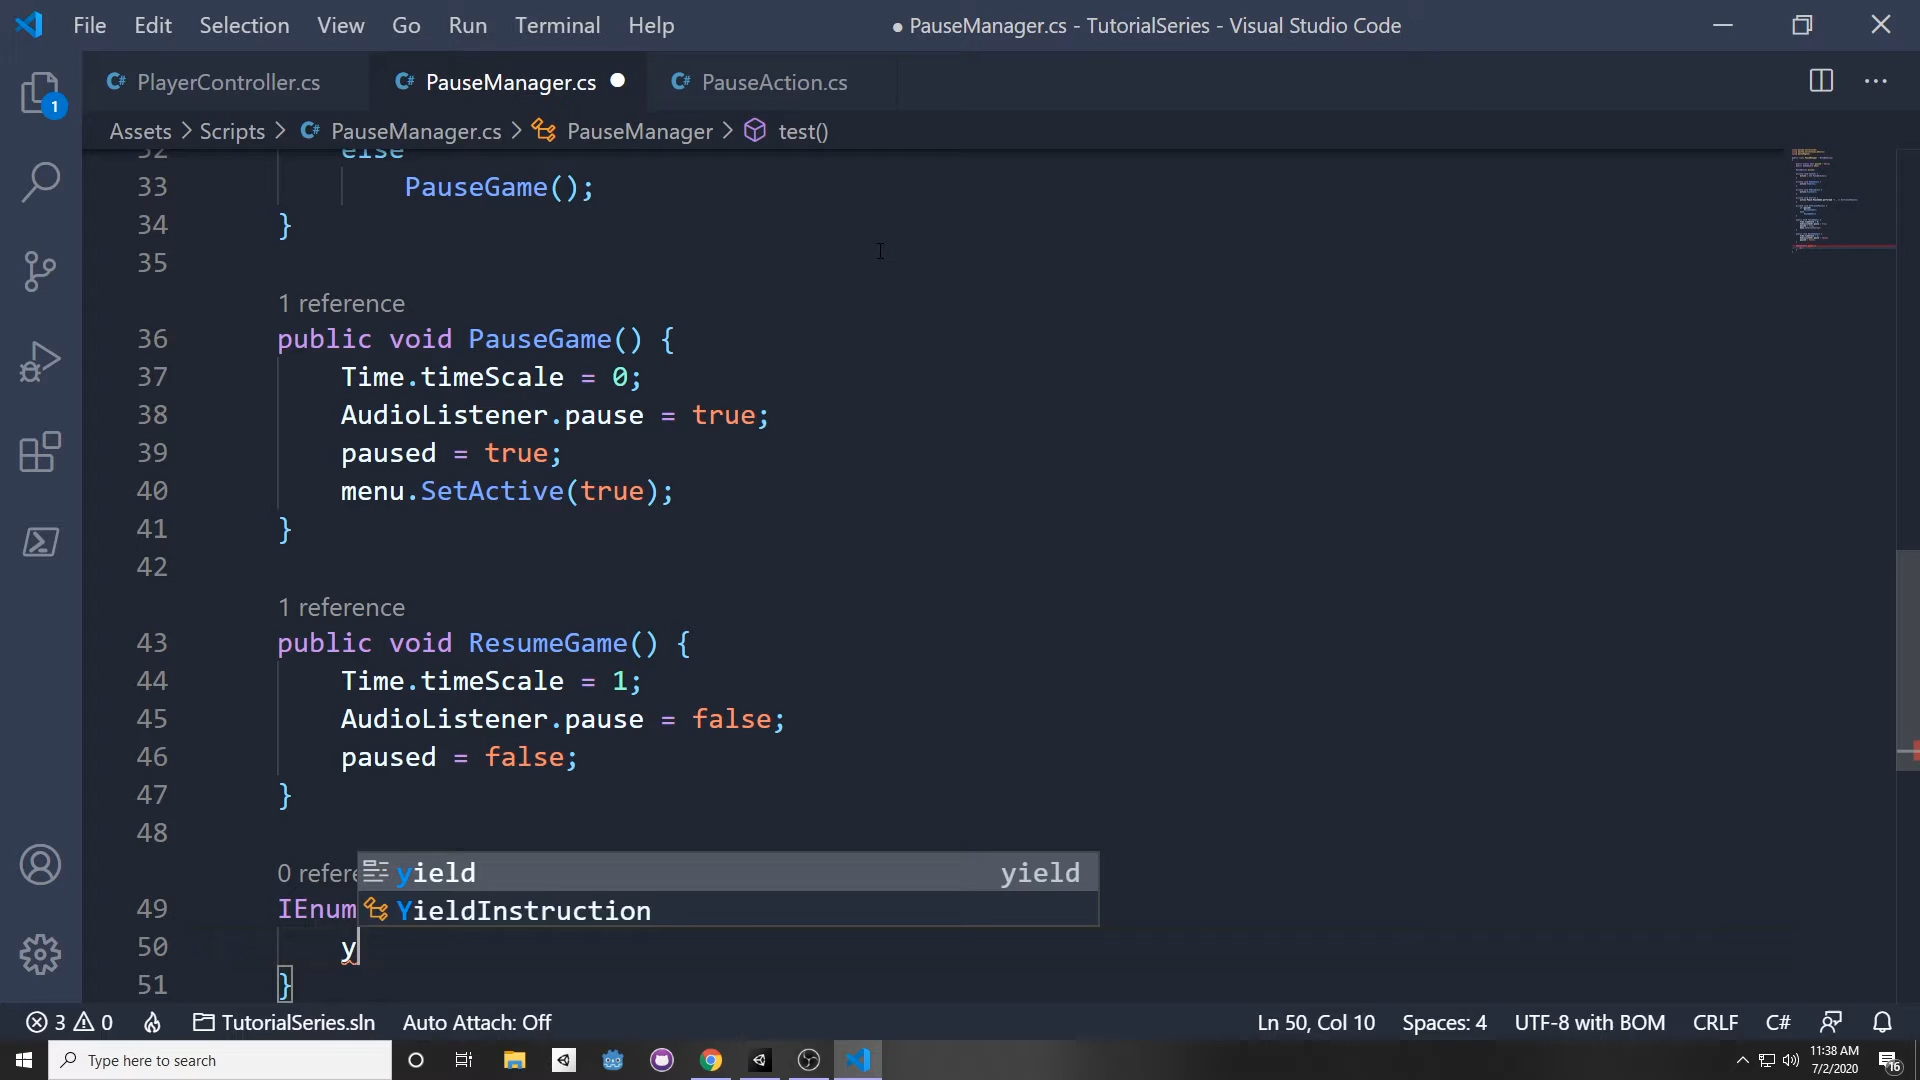 File Edit Selection View Go Run Terminal Help ● PauseManager.cs - TutorialSeries - Visual Studio Code
PlayerController.cs PauseManager.cs ● PauseAction.cs
1
Assets > Scripts > PauseManager.cs > PauseManager > test()
32 else
33 PauseGame();
34 }
35
1 reference
36 public void PauseGame() {
37 Time.timeScale = 0;
38 AudioListener.pause = true;
39 paused = true;
40 menu.SetActive(true);
41 }
42
1 reference
43 public void ResumeGame() {
44 Time.timeScale = 1;
45 AudioListener.pause = false;
46 paused = false;
47 }
48
0 refere
yield yield
49 IEnum
YieldInstruction
50 y
51 }
3 0 TutorialSeries.sln Auto Attach: Off Ln 50, Col 10 Spaces: 4 UTF-8 with BOM CRLF C#
Type here to search
11:38 AM
7/2/2020
16